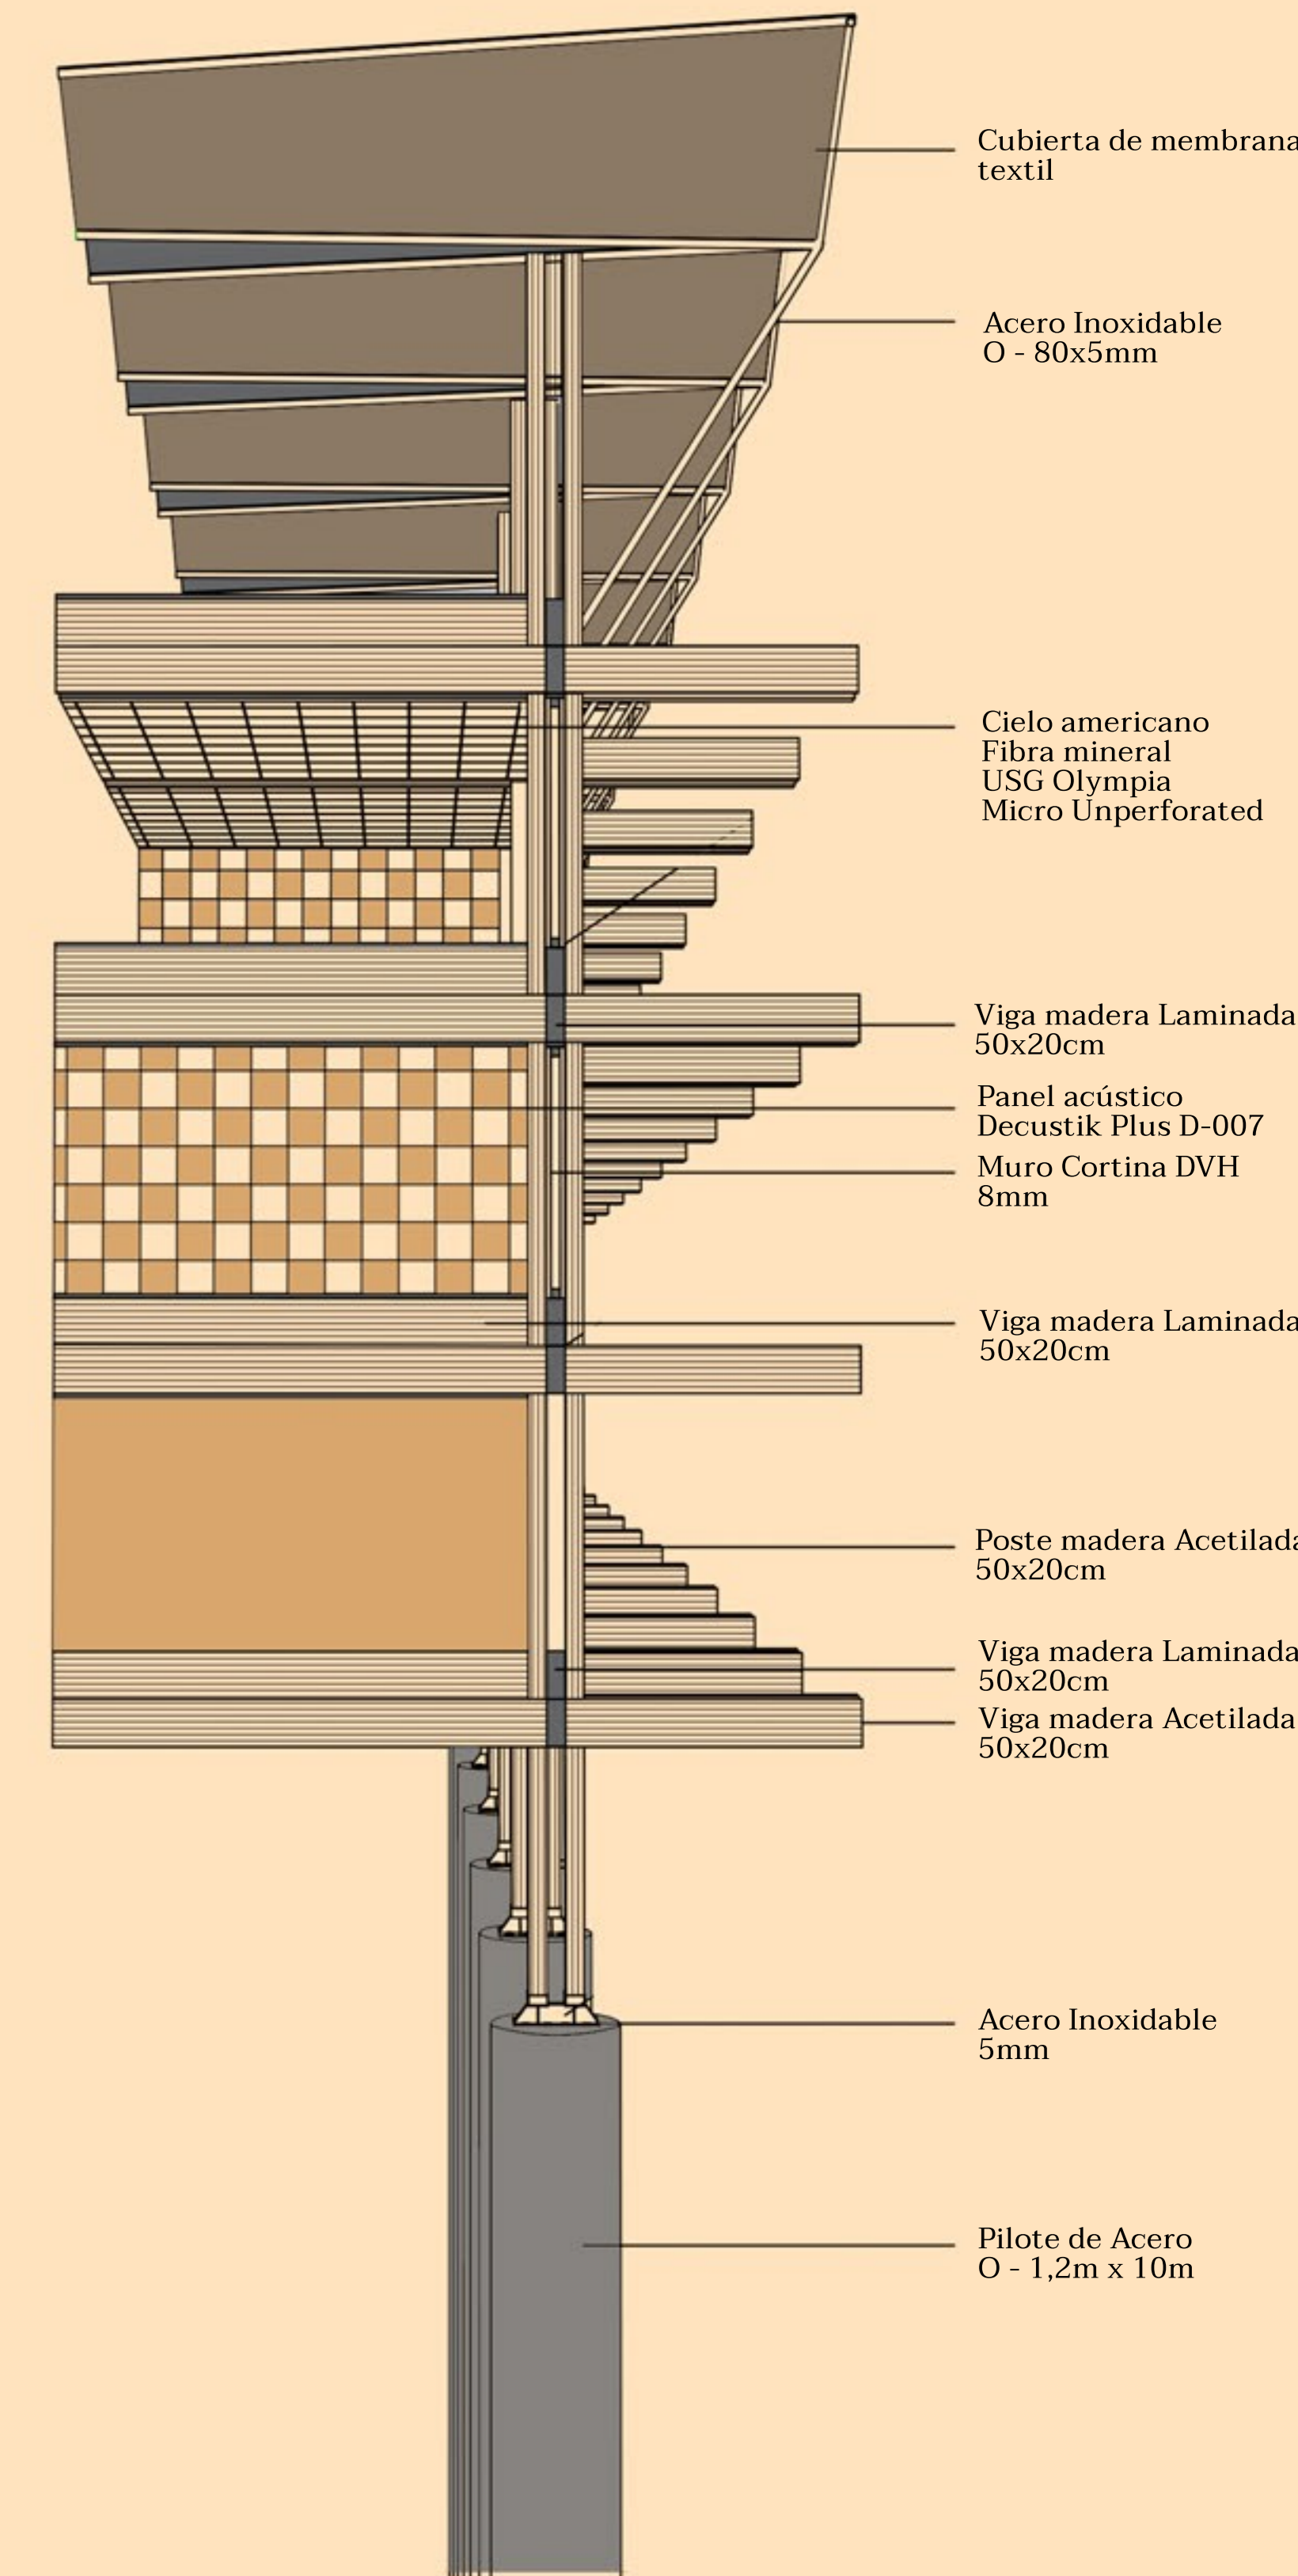 Cubierta de membrana
textil
Acero Inoxidable
O - 80x5mm
Cielo americano
Fibra mineral
USG Olympia
Micro Unperforated
Viga madera Laminada
50x20cm
Panel acústico
Decustik Plus D-007
Muro Cortina DVH
8mm
Viga madera Laminada
50x20cm
Poste madera Acetilada
50x20cm
Viga madera Laminada
50x20cm
Viga madera Acetilada
50x20cm
Acero Inoxidable
5mm
Pilote de Acero
O - 1,2m x 10m